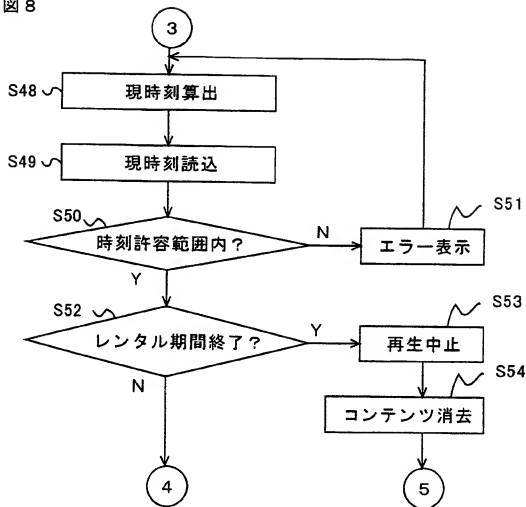 図8
3
S48 現時刻算出
S49 現時刻読込
S50 時刻許容範囲内?
N
S51
エラー表示
Y
S52 レンタル期間終了?
Y
S53
再生中止
N
S54
コンテンツ消去
4
5